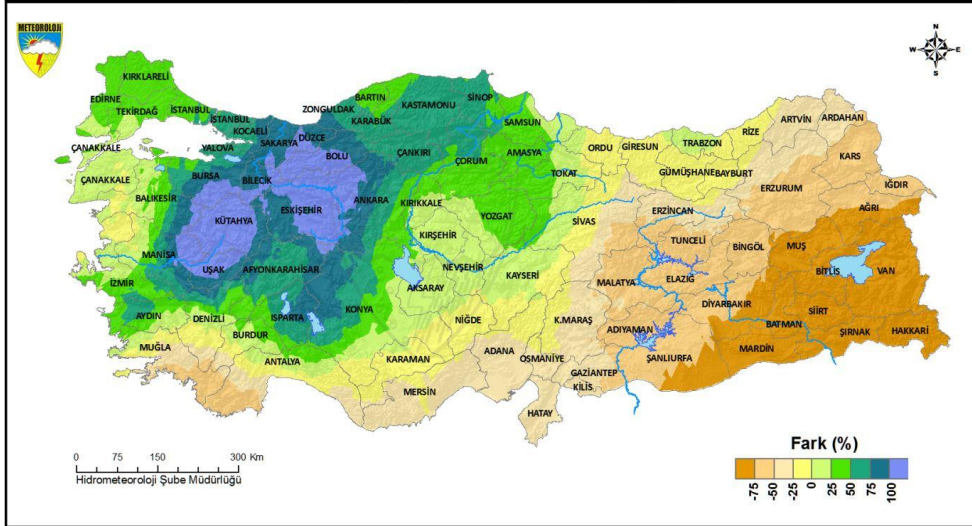 METEOROLOJİ
N
W E
S
KIRKLARELİ
EDİRNE
TEKİRDAĞ
İSTANBUL
İSTANBUL
KOCAELİ
YALOVA
SAKARYA
DÜZCE
ZONGULDAK
BARTIN
KARABÜK
KASTAMONU
SİNOP
SAMSUN
BOLU
ÇANKIRI
ÇORUM
AMASYA
TOKAT
ORDU
GİRESUN
TRABZON
RİZE
ARTVİN
ARDAHAN
KARS
GÜMÜŞHANE
BAYBURT
ERZURUM
IĞDIR
AĞRI
ÇANAKKALE
ÇANAKKALE
BALIKESİR
BURSA
BİLECİK
ESKİŞEHİR
ANKARA
KIRIKKALE
YOZGAT
SİVAS
ERZİNCAN
TUNCELİ
BİNGÖL
MUŞ
BİTLİS
VAN
KÜTAHYA
MANİSA
UŞAK
AFYONKARAHİSAR
KIRŞEHİR
NEVŞEHİR
KAYSERİ
AKSARAY
MALATYA
ELAZIĞ
DİYARBAKIR
SİİRT
BATMAN
ŞIRNAK
HAKKARİ
MARDİN
İZMİR
AYDIN
DENİZLİ
ISPARTA
BURDUR
KONYA
NİĞDE
K.MARAŞ
ADIYAMAN
ŞANLIURFA
MUĞLA
ANTALYA
KARAMAN
MERSİN
ADANA
OSMANİYE
GAZİANTEP
KİLİS
HATAY
0 75 150 300 Km
Hidrometeoroloji Şube Müdürlüğü
Fark (%)
-75
-50
-25
0
25
50
75
100